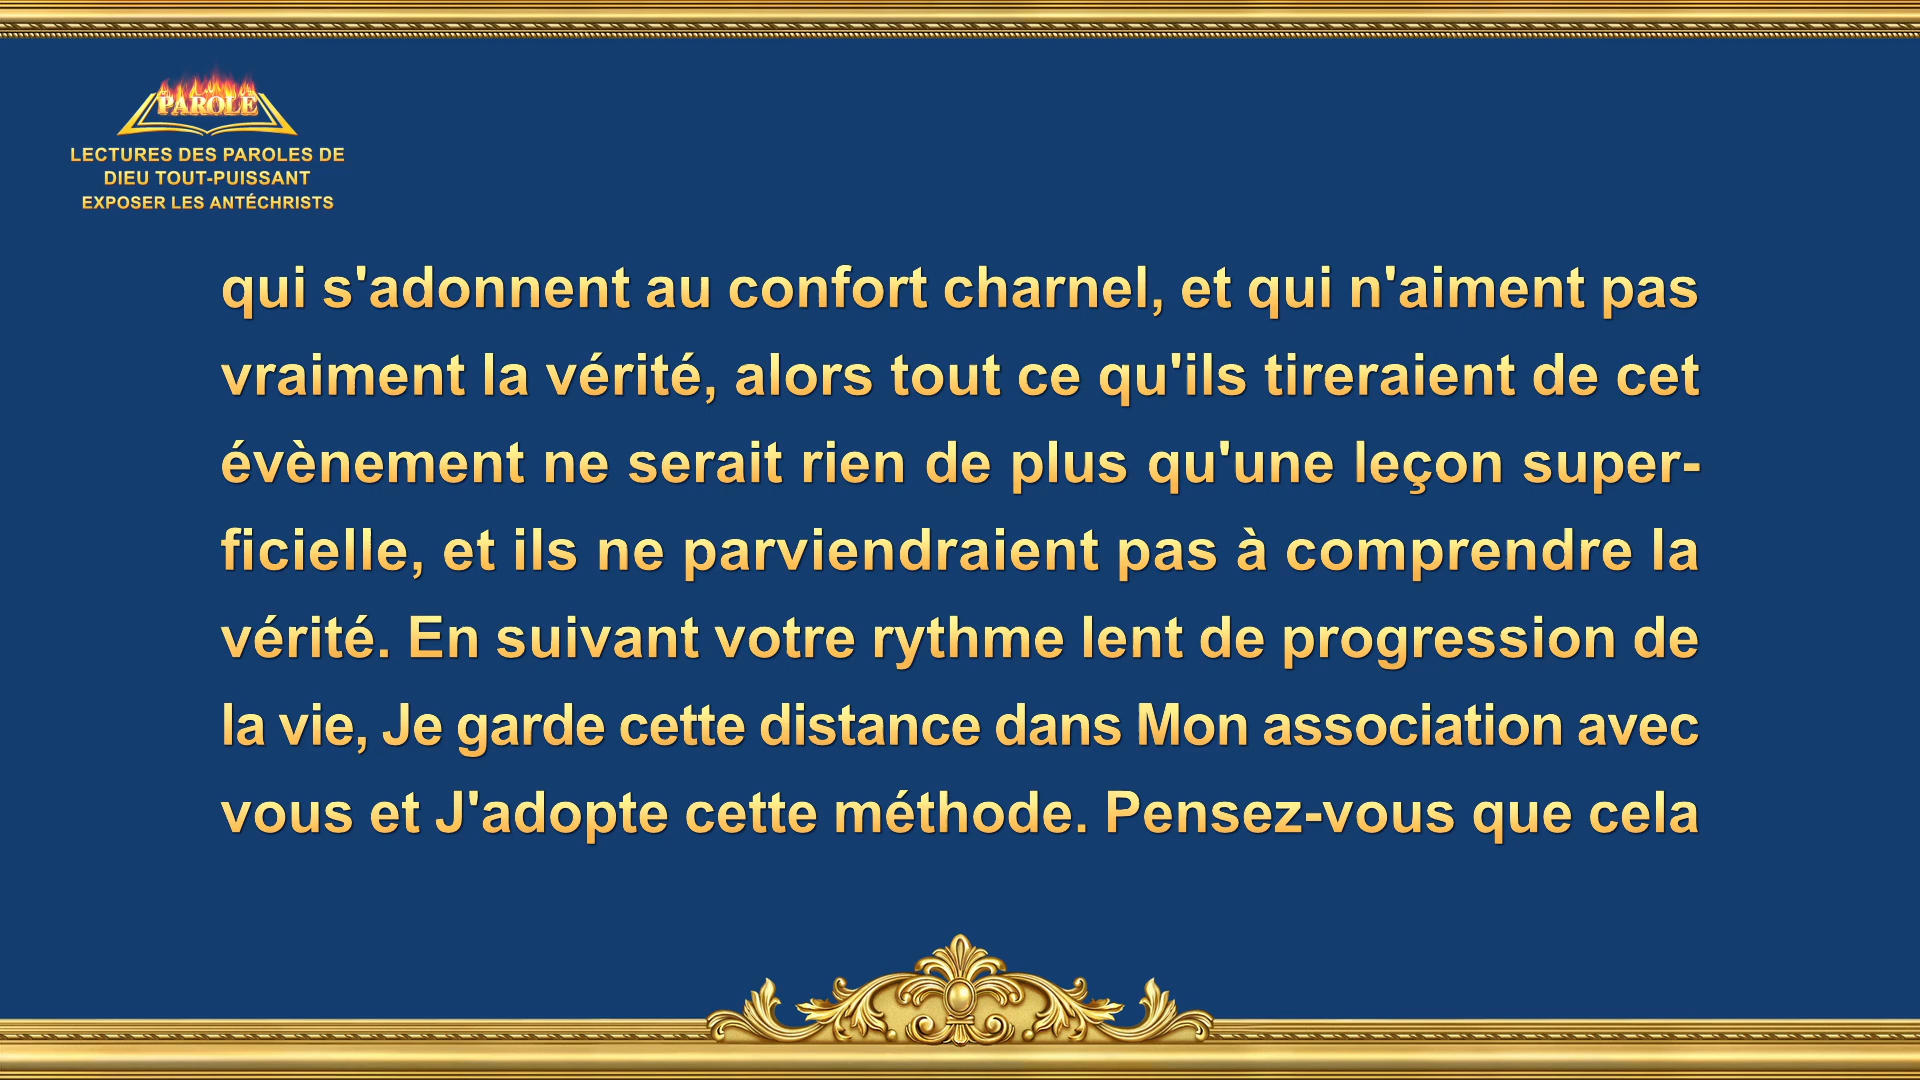 PAROLE
LECTURES DES PAROLES DE
DIEU TOUT-PUISSANT
EXPOSER LES ANTÉCHRISTS
qui s'adonnent au confort charnel, et qui n'aiment pas
vraiment la vérité, alors tout ce qu'ils tireraient de cet
évènement ne serait rien de plus qu'une leçon super-
ficielle, et ils ne parviendraient pas à comprendre la
vérité. En suivant votre rythme lent de progression de
la vie, Je garde cette distance dans Mon association avec
vous et J'adopte cette méthode. Pensez-vous que cela